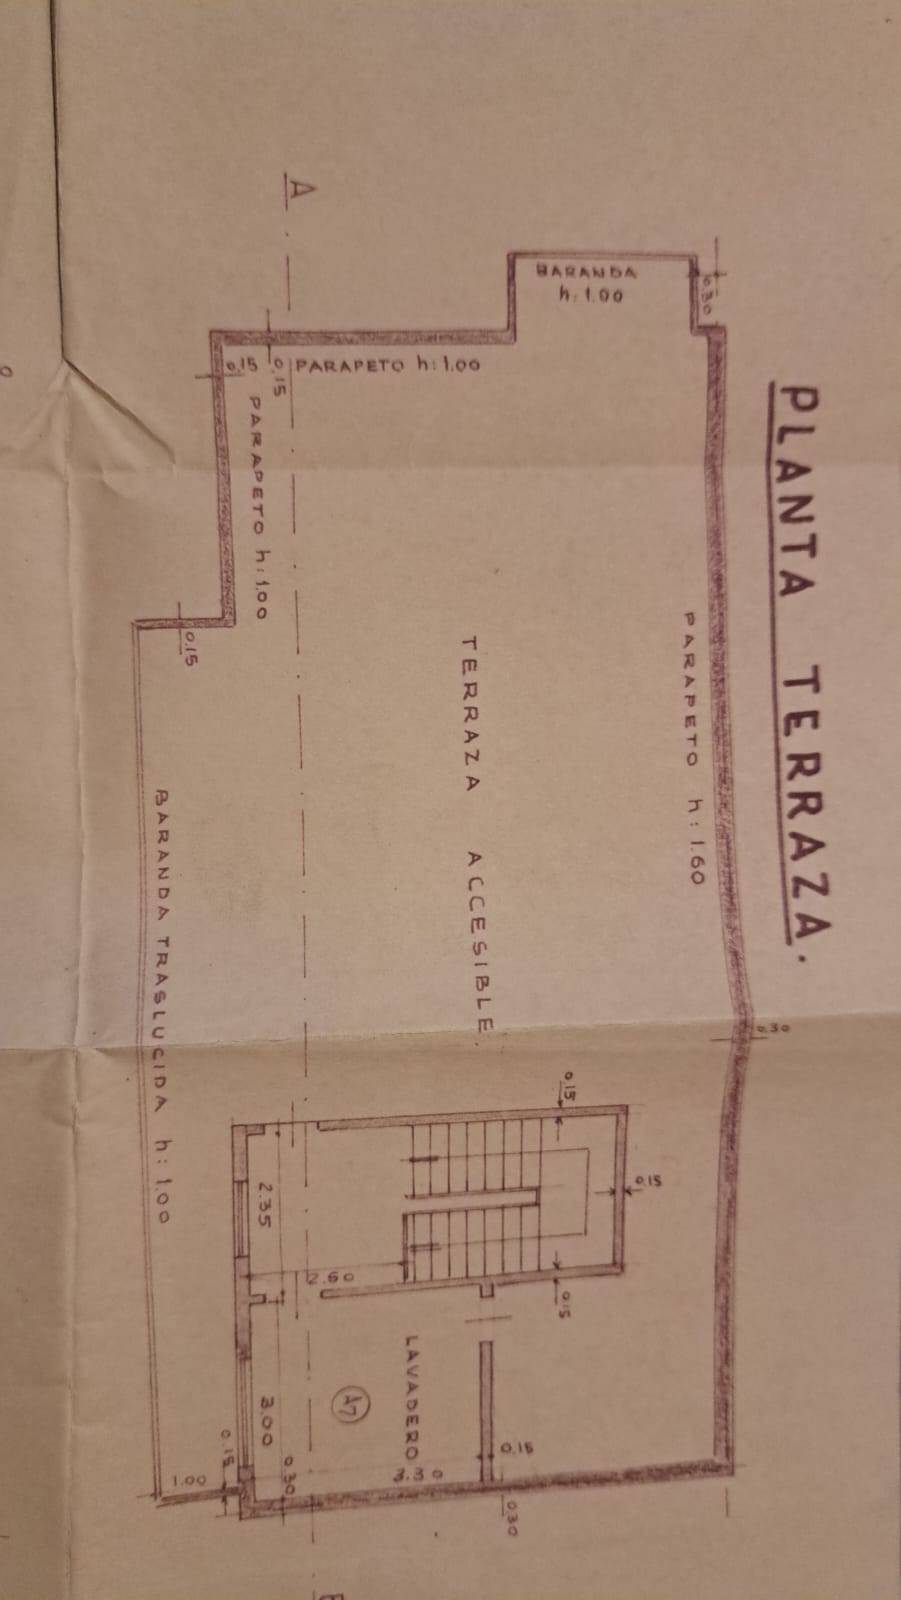 PLANTA TERRAZA.
A
BARANDA
h: 1.00
0.30
0.15
0.15
PARAPETO h: 1.00
PARAPETO h: 1.00
0.15
PARAPETO h: 1.60
TERRAZA ACCESIBLE.
BARANDA TRASLUCIDA h: 1.00
0.30
0.15
0.15
2.35
2.60
0.15
LAVADERO
A7
3.00
0.15
3.30
0.30
0.15
1.00
0.30